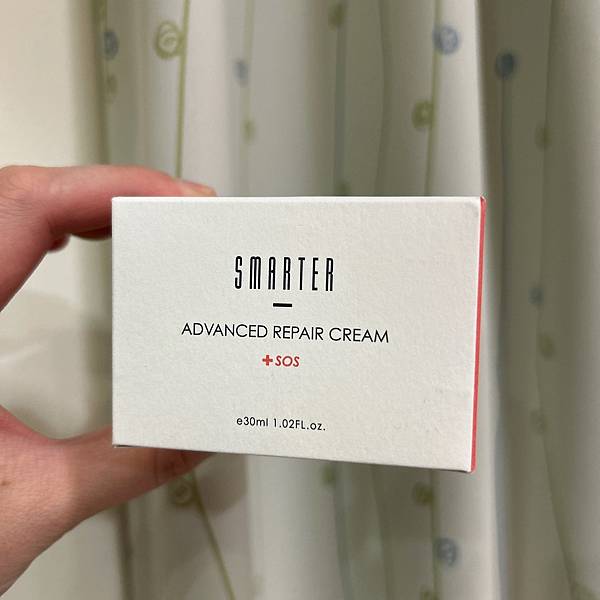 SMARTER
ADVANCED REPAIR CREAM
+SOS
e30ml 1.02FL.oz.